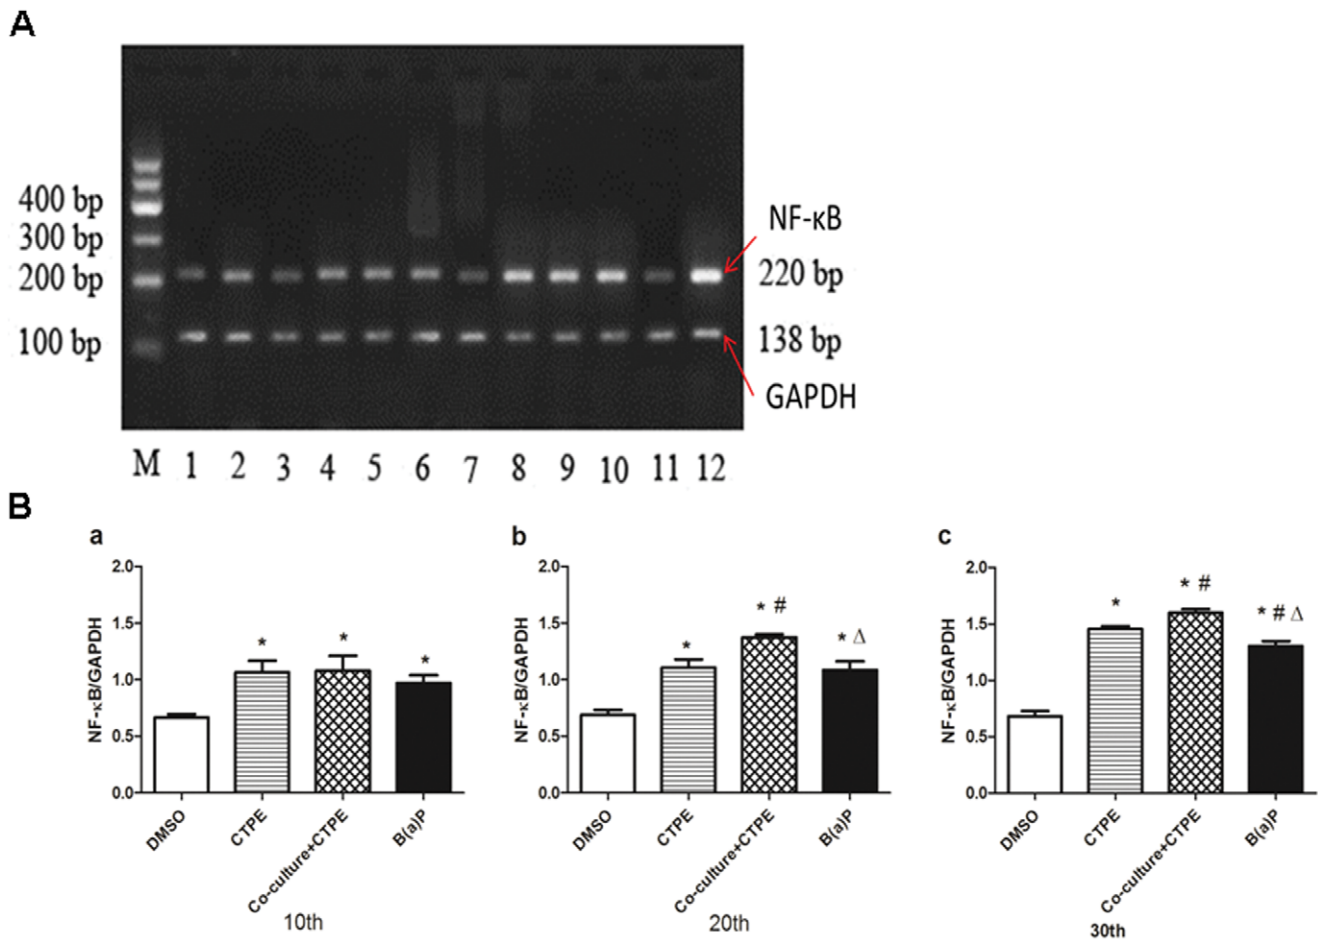 A
400 bp
300 bp
200 bp
100 bp
NF-κB
220 bp
138 bp
GAPDH
M 1 2 3 4 5 6 7 8 9 10 11 12
B
a
2.0
1.5
1.0
0.5
0.0
NF-κB/GAPDH
*
*
*
DMSO
CTPE
Co-culture+CTPE
B(a)P
10th
b
2.0
1.5
1.0
0.5
0.0
NF-κB/GAPDH
*
* #
* Δ
DMSO
CTPE
Co-culture+CTPE
B(a)P
20th
c
2.0
1.5
1.0
0.5
0.0
NF-κB/GAPDH
*
* #
* # Δ
DMSO
CTPE
Co-culture+CTPE
B(a)P
30th